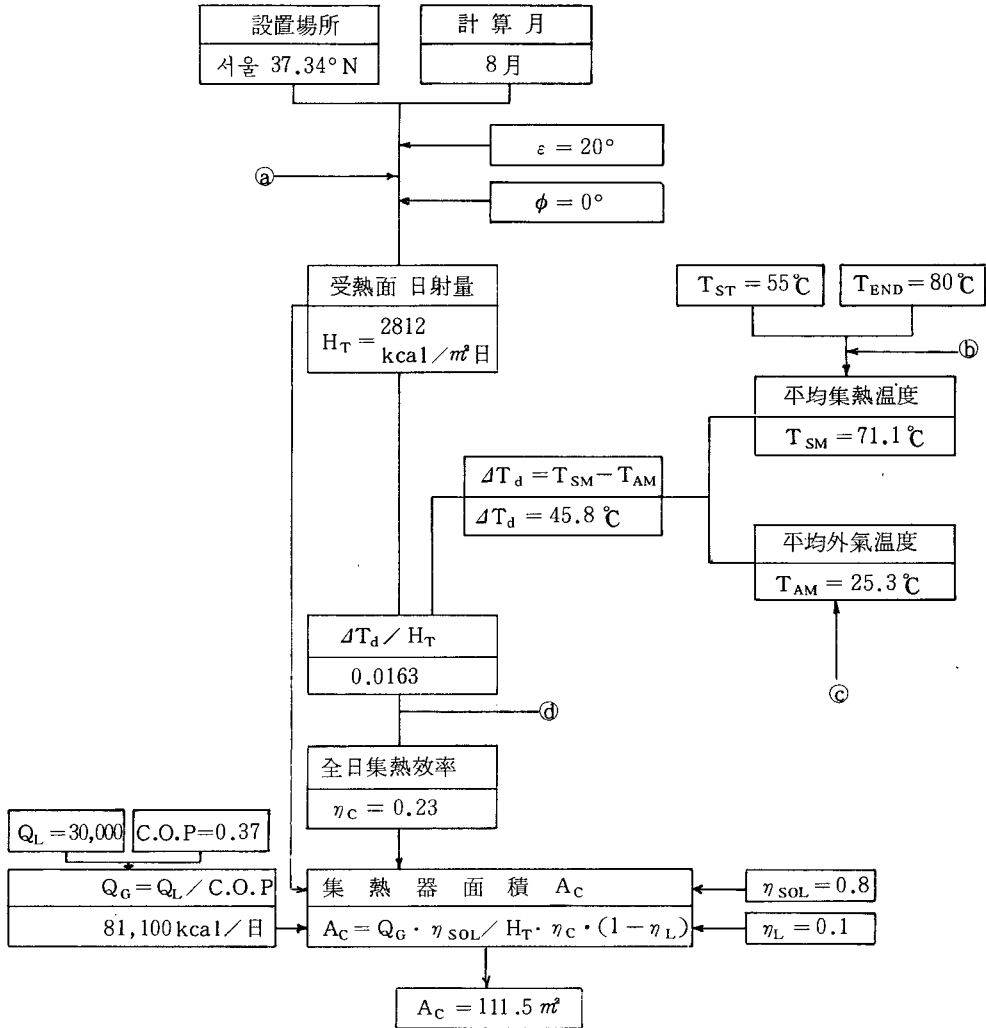 設置場所
서울 37.34°N
計算月
8月
ε = 20°
ⓐ
φ = 0°
受熱面 日射量
H_T = 2812 kcal/㎡日
T_ST = 55℃
T_END = 80℃
ⓑ
平均集熱温度
T_SM = 71.1℃
ΔT_d = T_SM − T_AM
ΔT_d = 45.8℃
平均外氣温度
T_AM = 25.3℃
ⓒ
ΔT_d / H_T
0.0163
ⓓ
全日集熱效率
η_C = 0.23
Q_L = 30,000
C.O.P = 0.37
Q_G = Q_L / C.O.P
81,100 kcal/日
集熱器面積 A_C
A_C = Q_G · η_SOL / H_T · η_C · (1 − η_L)
η_SOL = 0.8
η_L = 0.1
A_C = 111.5 ㎡